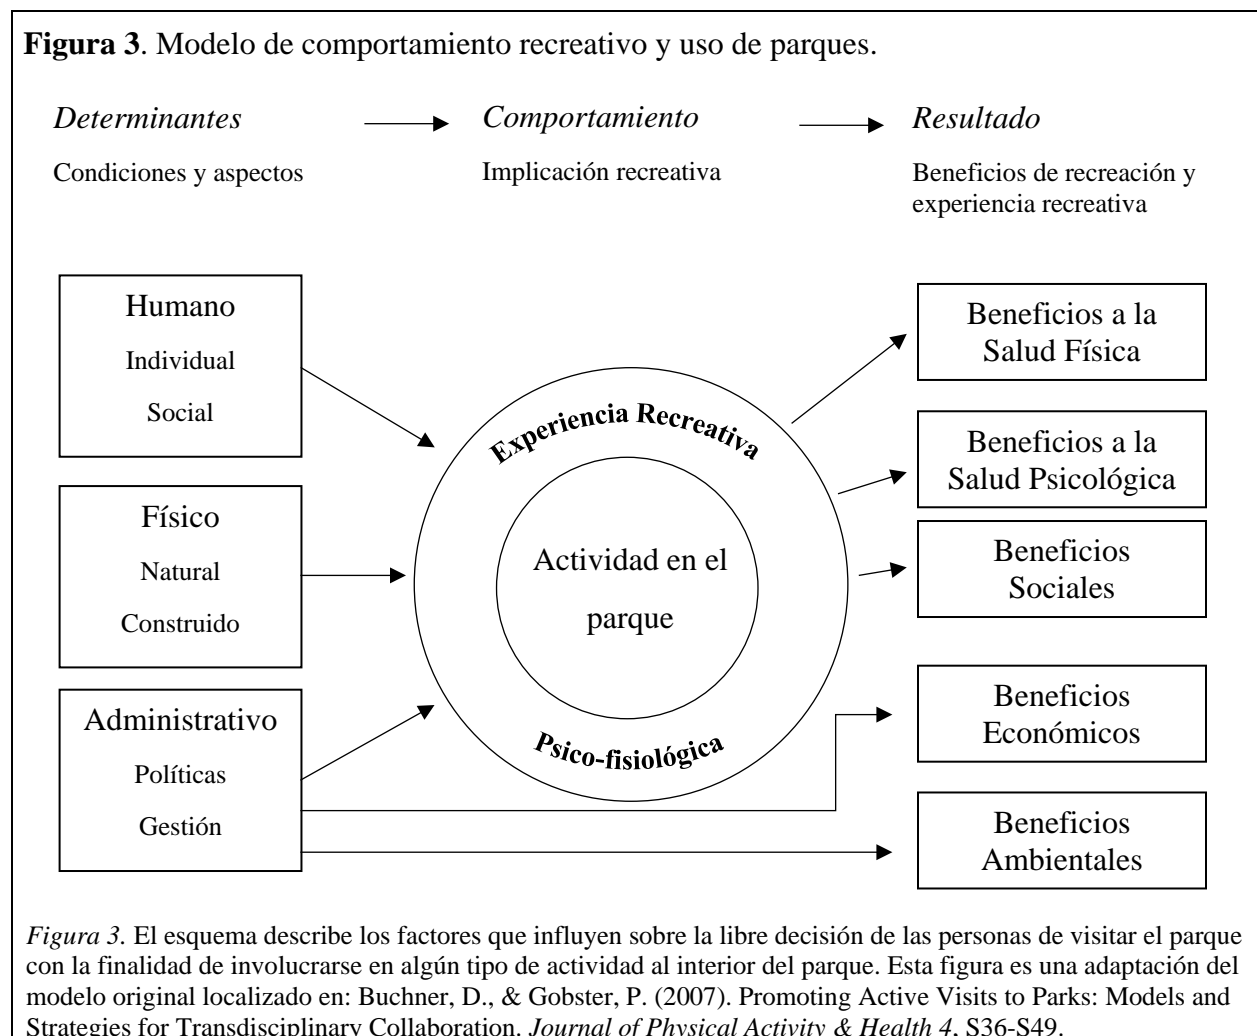 Figura 3. Modelo de comportamiento recreativo y uso de parques.
Determinantes
Comportamiento
Resultado
Condiciones y aspectos
Implicación recreativa
Beneficios de recreación y
experiencia recreativa
Humano
Individual
Social
Físico
Natural
Construido
Administrativo
Políticas
Gestión
Experiencia Recreativa
Actividad en el
parque
Psico-fisiológica
Beneficios a la
Salud Física
Beneficios a la
Salud Psicológica
Beneficios
Sociales
Beneficios
Económicos
Beneficios
Ambientales
Figura 3. El esquema describe los factores que influyen sobre la libre decisión de las personas de visitar el parque
con la finalidad de involucrarse en algún tipo de actividad al interior del parque. Esta figura es una adaptación del
modelo original localizado en: Buchner, D., & Gobster, P. (2007). Promoting Active Visits to Parks: Models and
Strategies for Transdisciplinary Collaboration. Journal of Physical Activity & Health 4, S36-S49.